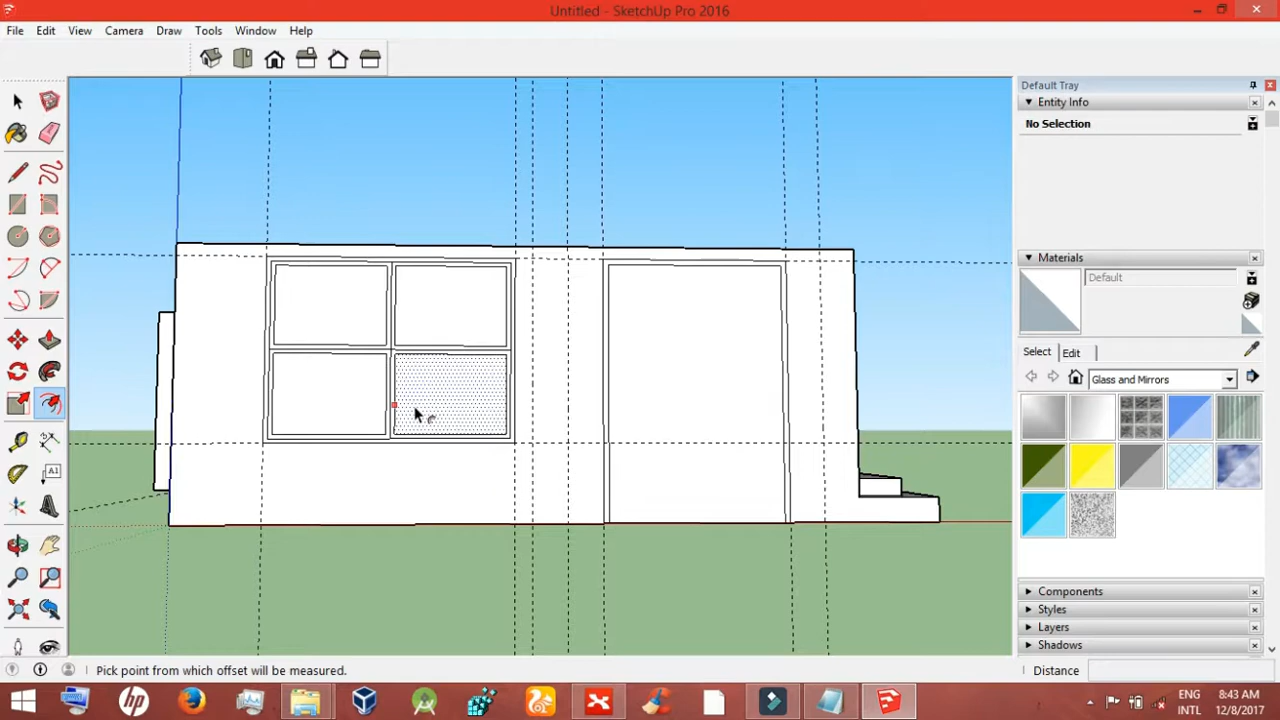 Untitled - SketchUp Pro 2016
File Edit View Camera Draw Tools Window Help
Default Tray
Entity Info
No Selection
Materials
Default
Select Edit
Glass and Mirrors
Components
Styles
Layers
Shadows
A1
Pick point from which offset will be measured.
Distance
hp
ENG
INTL
8:43 AM
12/8/2017